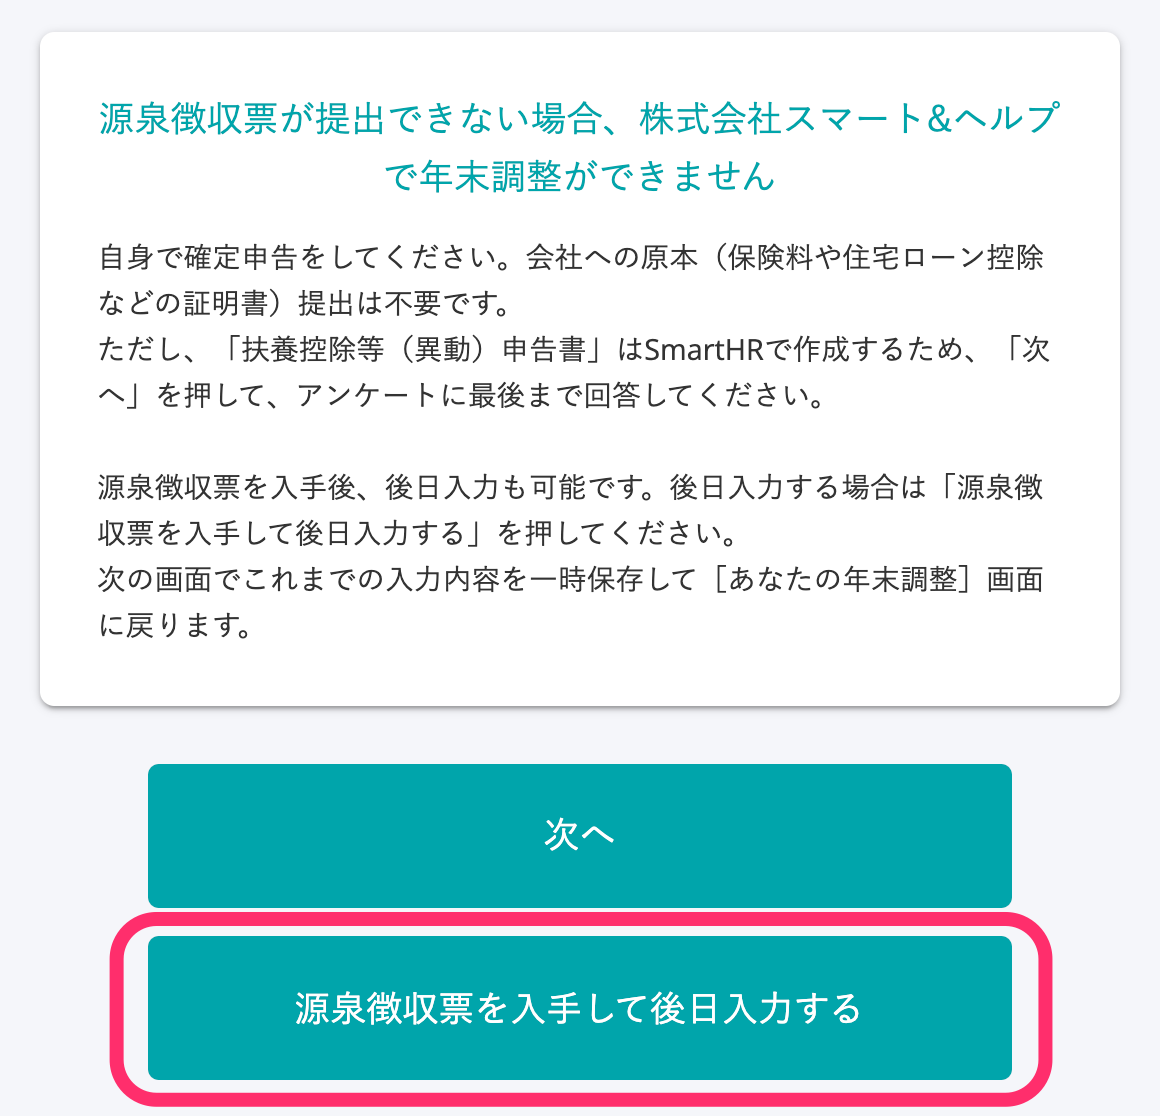 源泉徴収票が提出できない場合、株式会社スマート&ヘルプ
で年末調整ができません
自身で確定申告をしてください。会社への原本（保険料や住宅ローン控除
などの証明書）提出は不要です。
ただし、「扶養控除等（異動）申告書」はSmartHRで作成するため、「次
へ」を押して、アンケートに最後まで回答してください。
源泉徴収票を入手後、後日入力も可能です。後日入力する場合は「源泉徴
収票を入手して後日入力する」を押してください。
次の画面でこれまでの入力内容を一時保存して［あなたの年末調整］画面
に戻ります。
次へ
源泉徴収票を入手して後日入力する